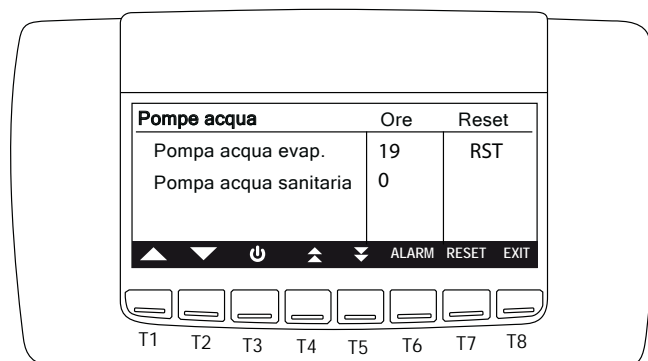 Pompe acqua Ore Reset
Pompa acqua evap. 19 RST
Pompa acqua sanitaria 0
ALARM RESET EXIT
T1 T2 T3 T4 T5 T6 T7 T8